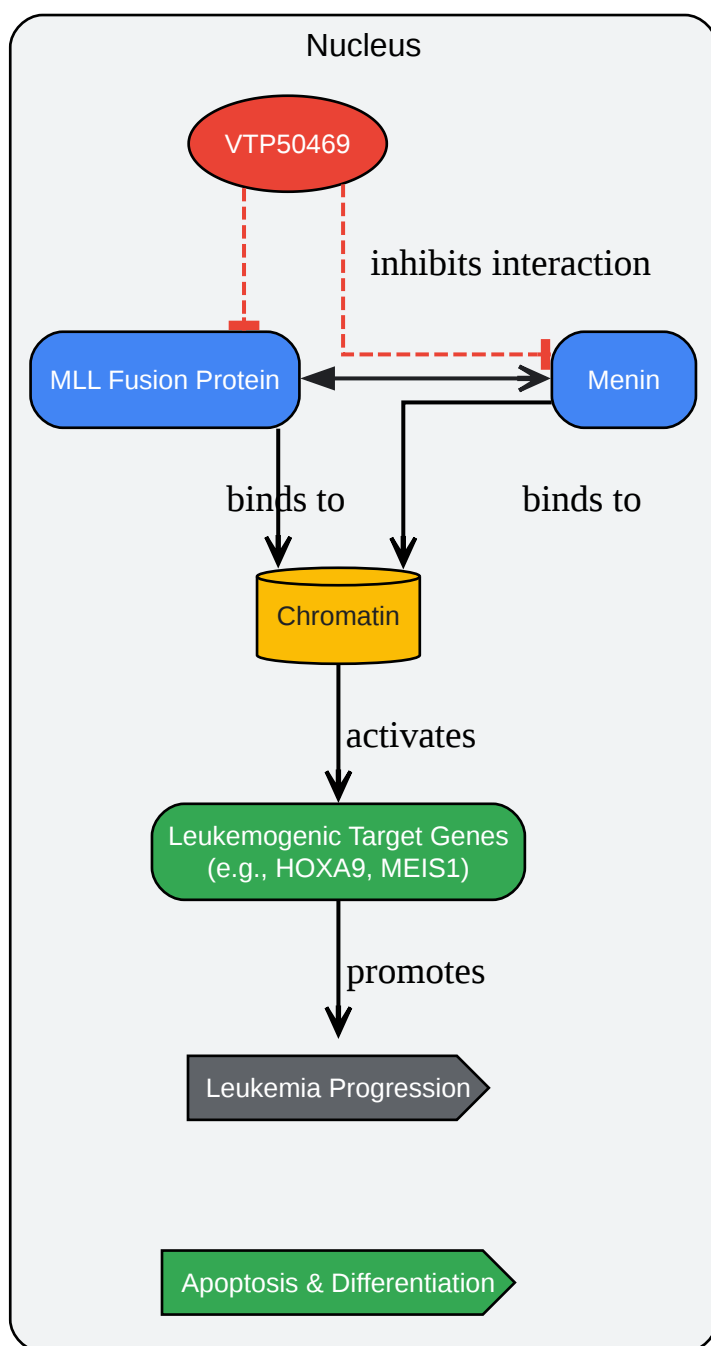 Nucleus
VTP50469
inhibits interaction
MLL Fusion Protein
Menin
binds to
binds to
Chromatin
activates
Leukemogenic Target Genes
(e.g., HOXA9, MEIS1)
promotes
Leukemia Progression
Apoptosis & Differentiation